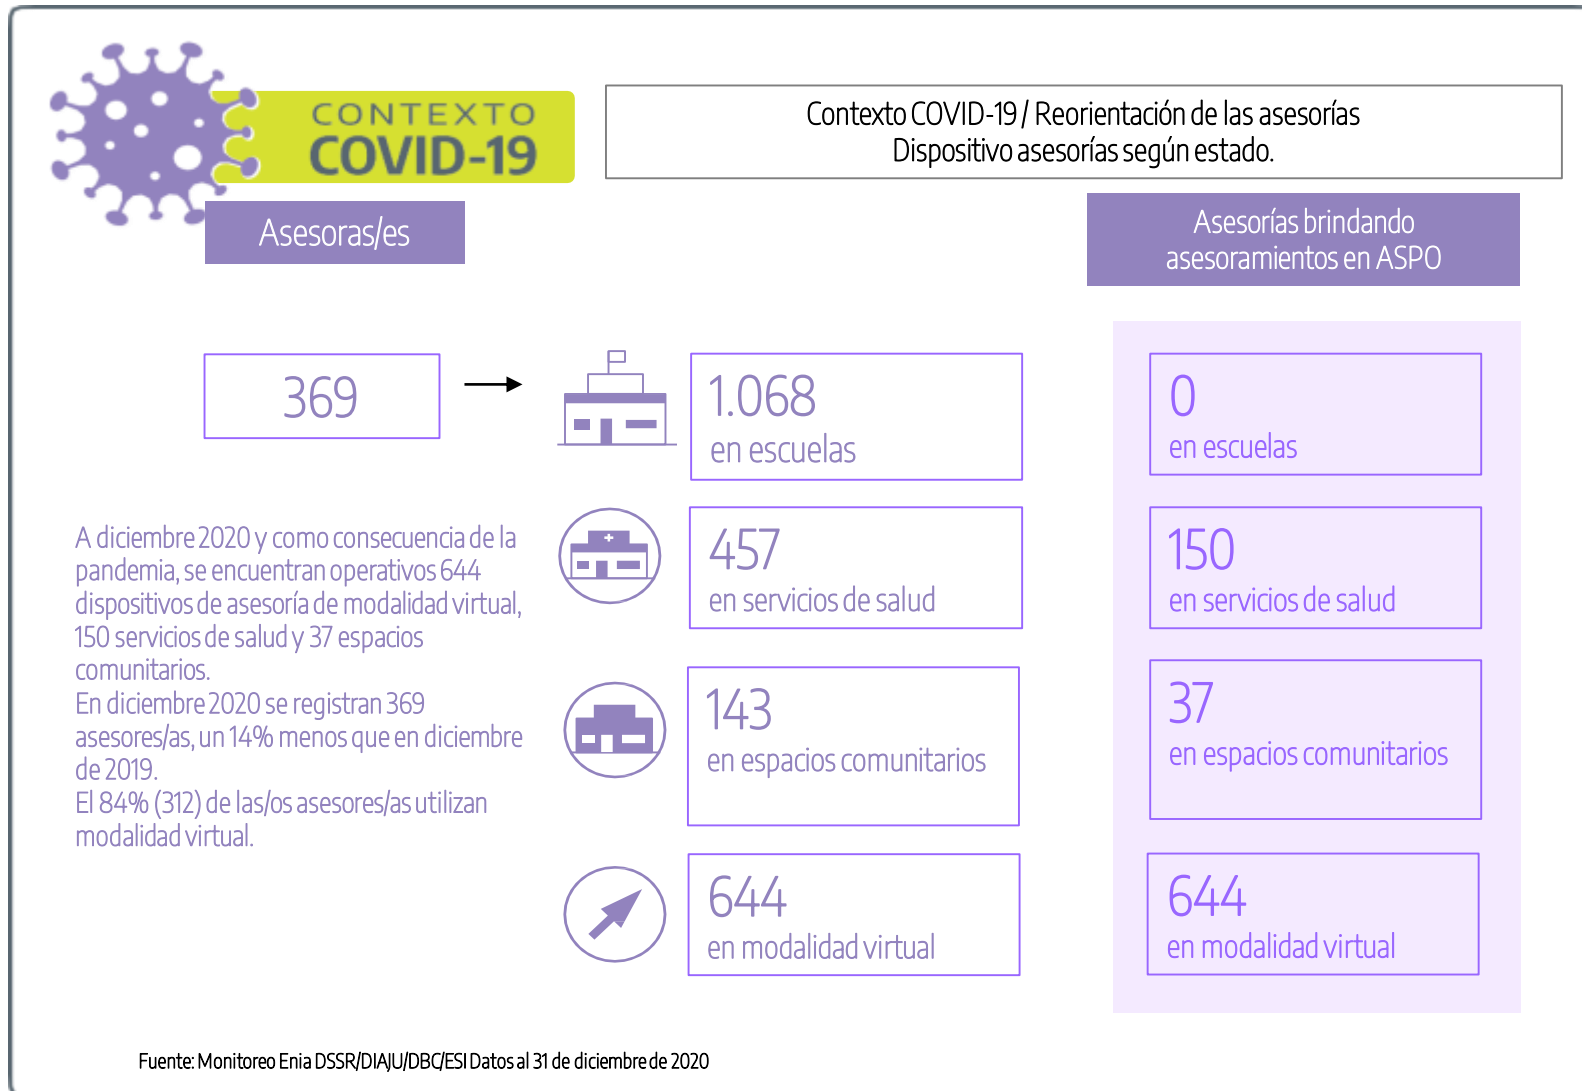 CONTEXTO
COVID-19
Contexto COVID-19 / Reorientación de las asesorías
Dispositivo asesorías según estado.
Asesoras/es
Asesorías brindando
asesoramientos en ASPO
369
1.068
en escuelas
0
en escuelas
A diciembre 2020 y como consecuencia de la
pandemia, se encuentran operativos 644
dispositivos de asesoría de modalidad virtual,
150 servicios de salud y 37 espacios
comunitarios.
En diciembre 2020 se registran 369
asesores/as, un 14% menos que en diciembre
de 2019.
El 84% (312) de las/os asesores/as utilizan
modalidad virtual.
457
en servicios de salud
150
en servicios de salud
143
en espacios comunitarios
37
en espacios comunitarios
644
en modalidad virtual
644
en modalidad virtual
Fuente: Monitoreo Enia DSSR/DIAJU/DBC/ESI Datos al 31 de diciembre de 2020